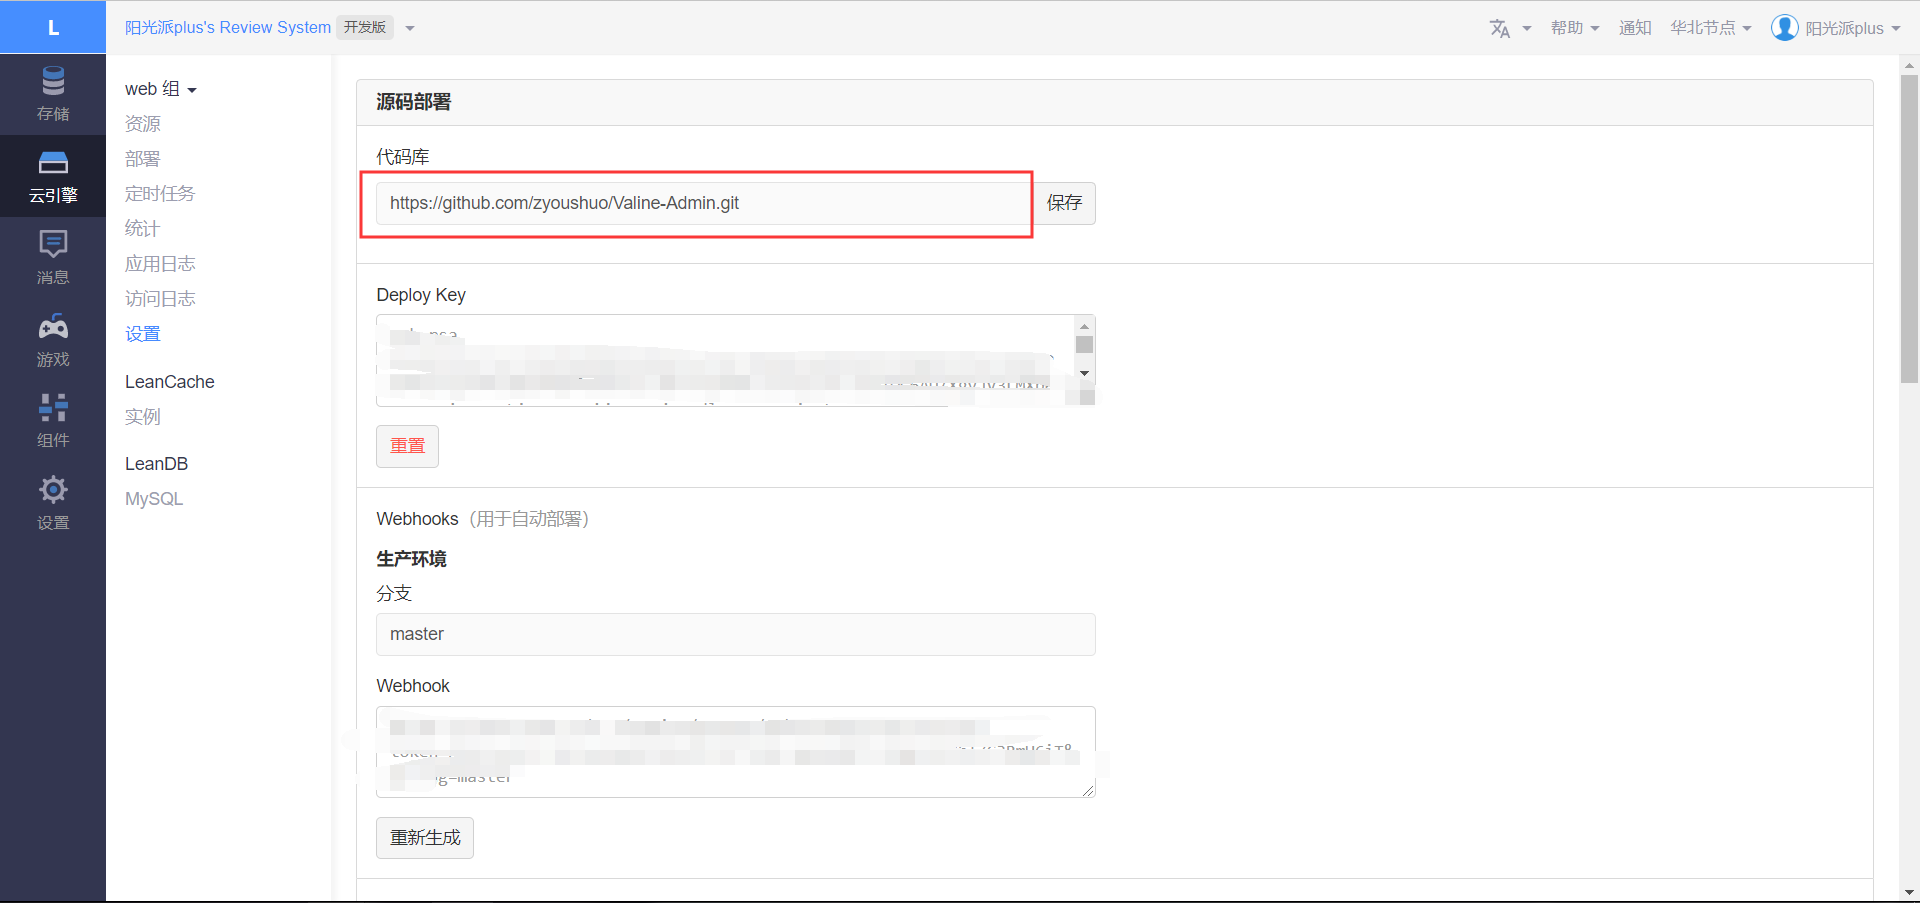 L
阳光派plus's Review System 开发版
帮助
通知
华北节点
阳光派plus
存储
云引擎
消息
游戏
组件
设置
web 组
资源
部署
定时任务
统计
应用日志
访问日志
设置
LeanCache
实例
LeanDB
MySQL
源码部署
代码库
https://github.com/zyoushuo/Valine-Admin.git
保存
Deploy Key
重置
Webhooks（用于自动部署）
生产环境
分支
master
Webhook
重新生成